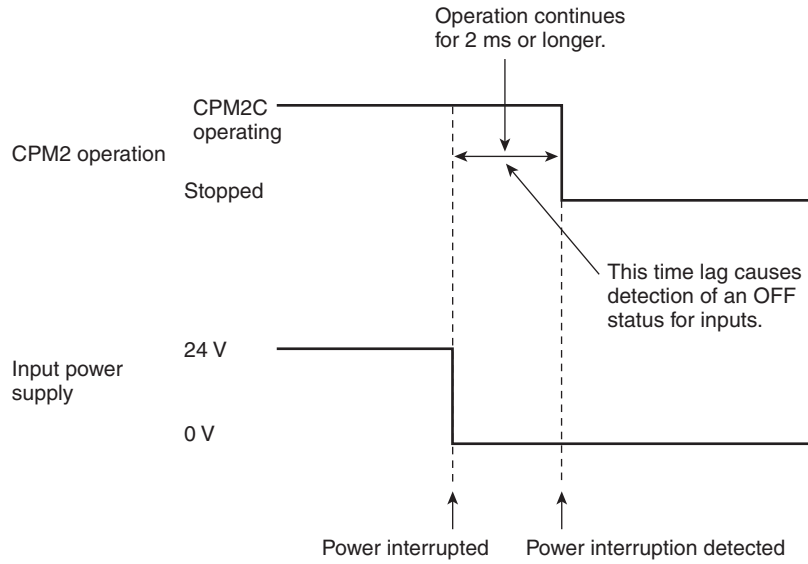 Operation continues
for 2 ms or longer.
CPM2C
operating
CPM2 operation
Stopped
This time lag causes
detection of an OFF
status for inputs.
24 V
Input power
supply
0 V
Power interrupted
Power interruption detected